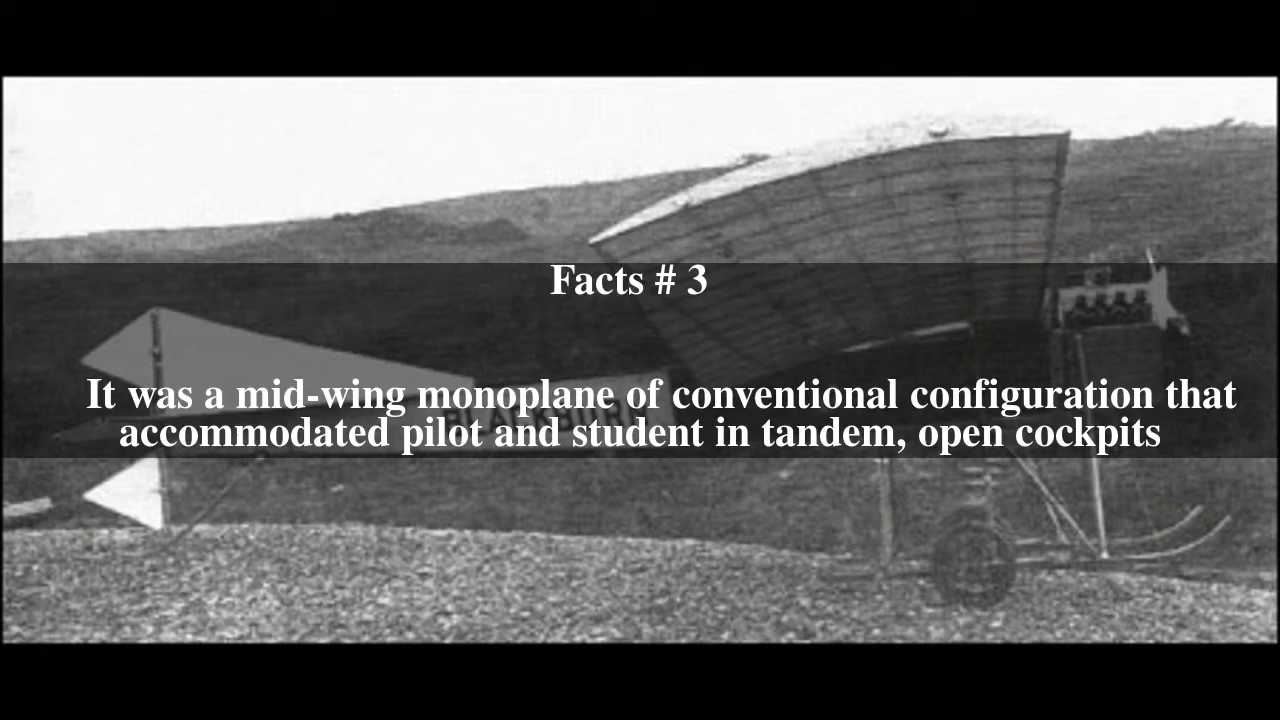 Facts # 3
It was a mid-wing monoplane of conventional configuration that
accommodated pilot and student in tandem, open cockpits